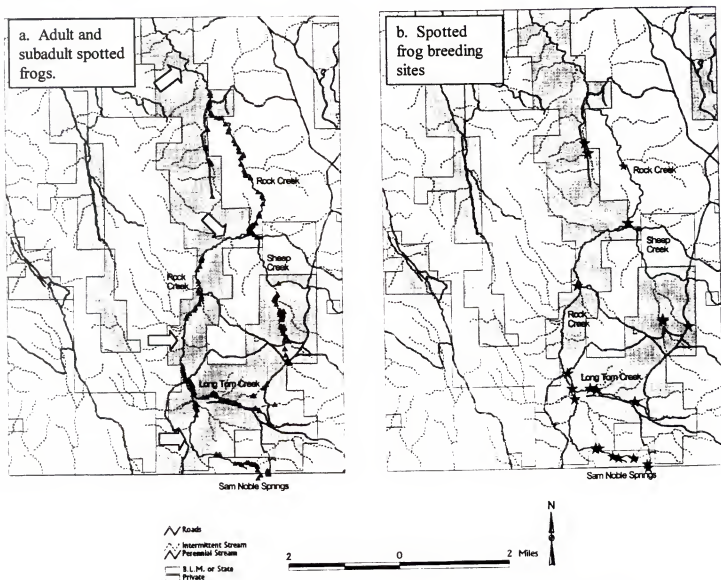 a. Adult and
subadult spotted
frogs.
Rock Creek
Sheep
Creek
Rock
Creek
Long Tom Creek
Sam Noble Springs
b. Spotted
frog breeding
sites
Rock Creek
Sheep
Creek
Rock
Creek
Long Tom Creek
Sam Noble Springs
Roads
Intermittent Stream
Perennial Stream
B.L.M. or State
Private
2 0 2 Miles
N